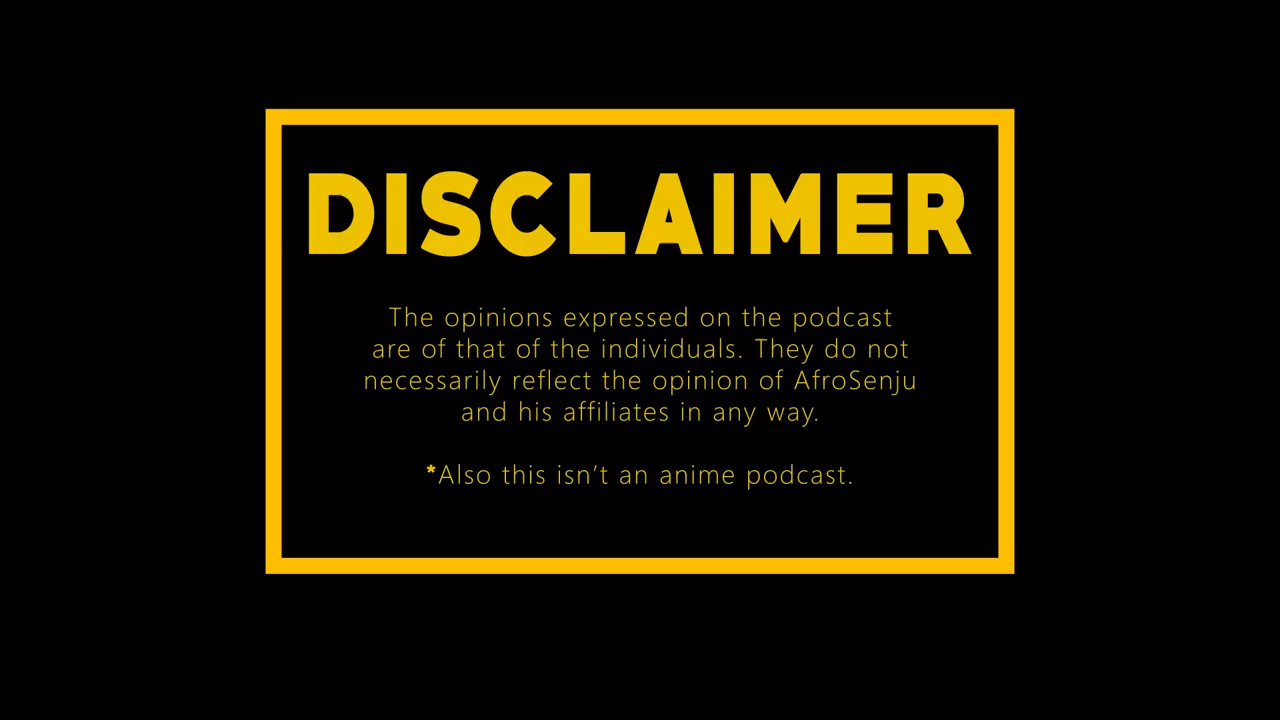 DISCLAIMER
The opinions expressed on the podcast
are of that of the individuals. They do not
necessarily reflect the opinion of AfroSenju
and his affiliates in any way.
*Also this isn’t an anime podcast.